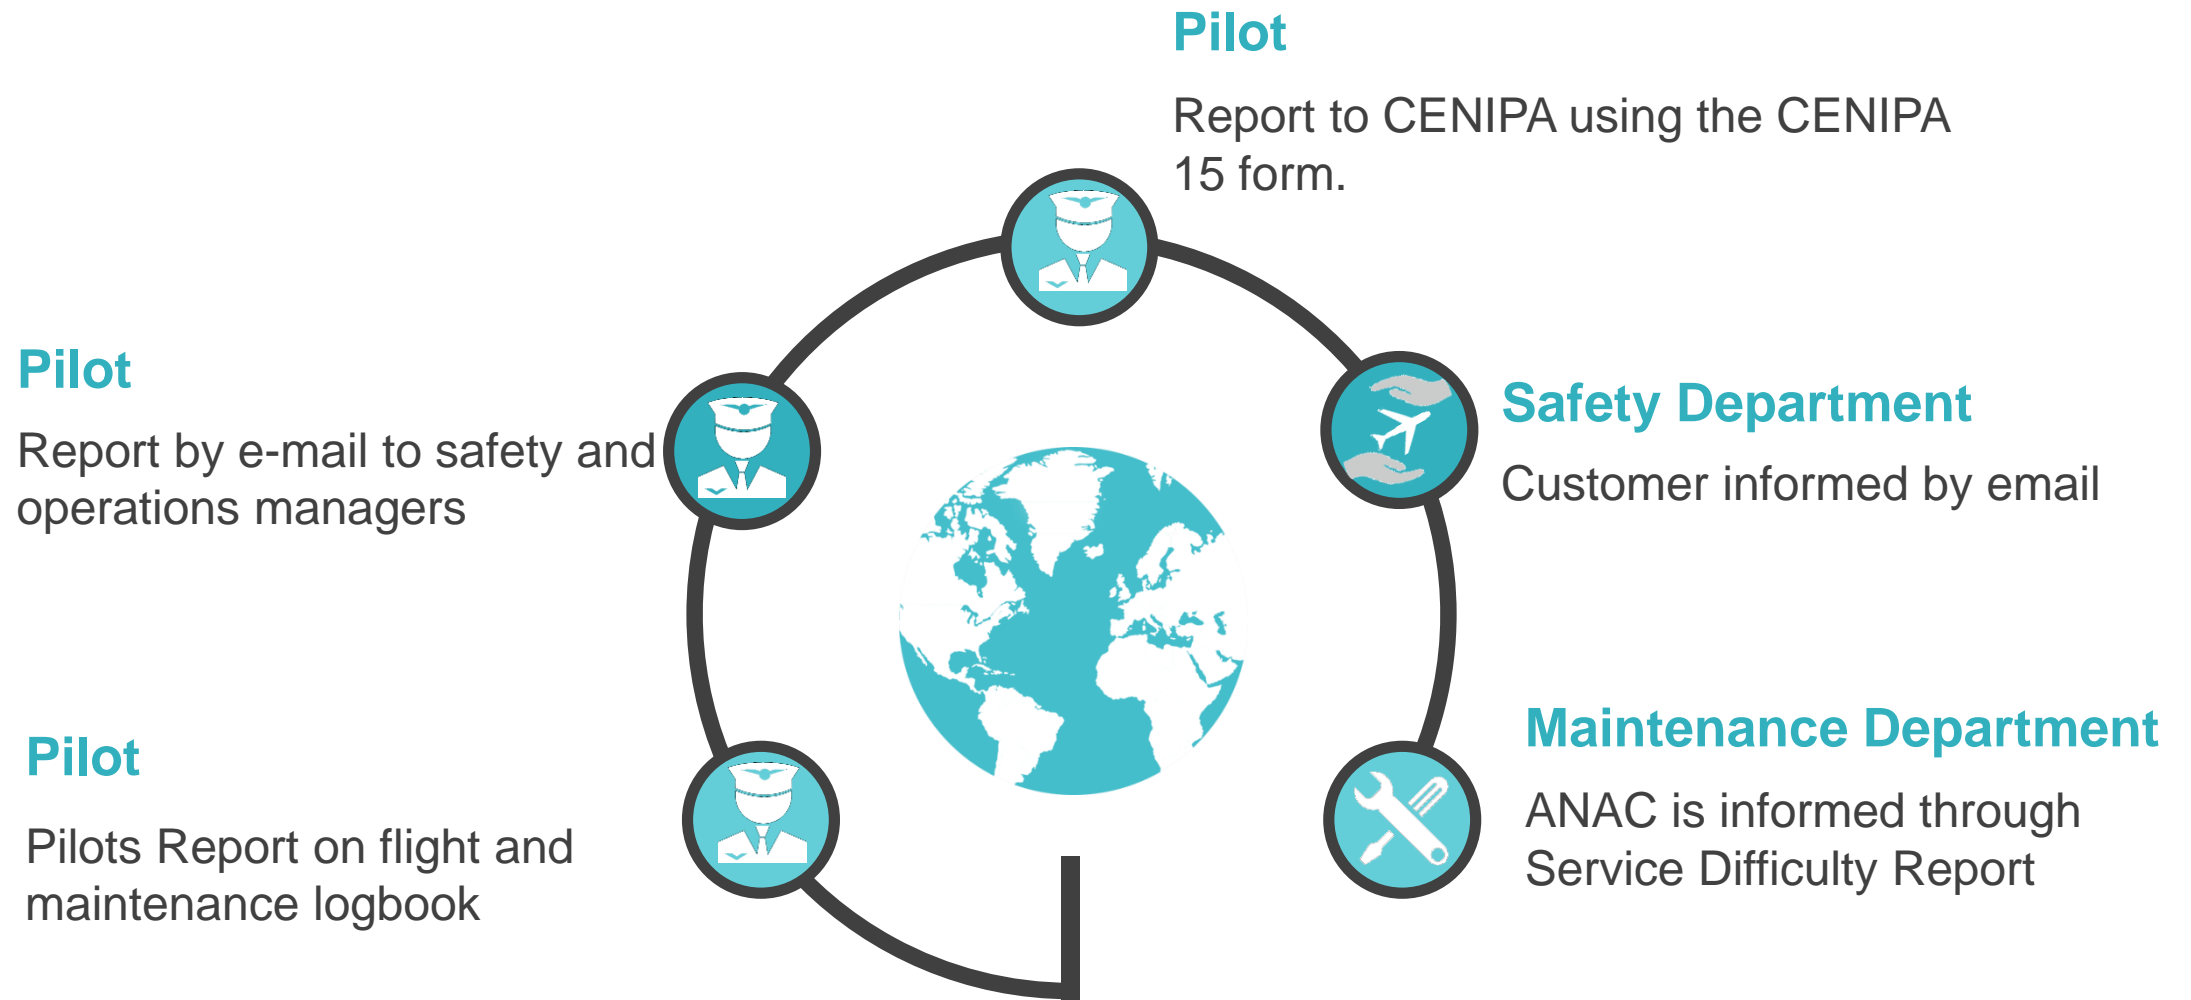 Pilot
Report to CENIPA using the CENIPA
15 form.
Pilot
Report by e-mail to safety and
operations managers
Safety Department
Customer informed by email
Pilot
Pilots Report on flight and
maintenance logbook
Maintenance Department
ANAC is informed through
Service Difficulty Report